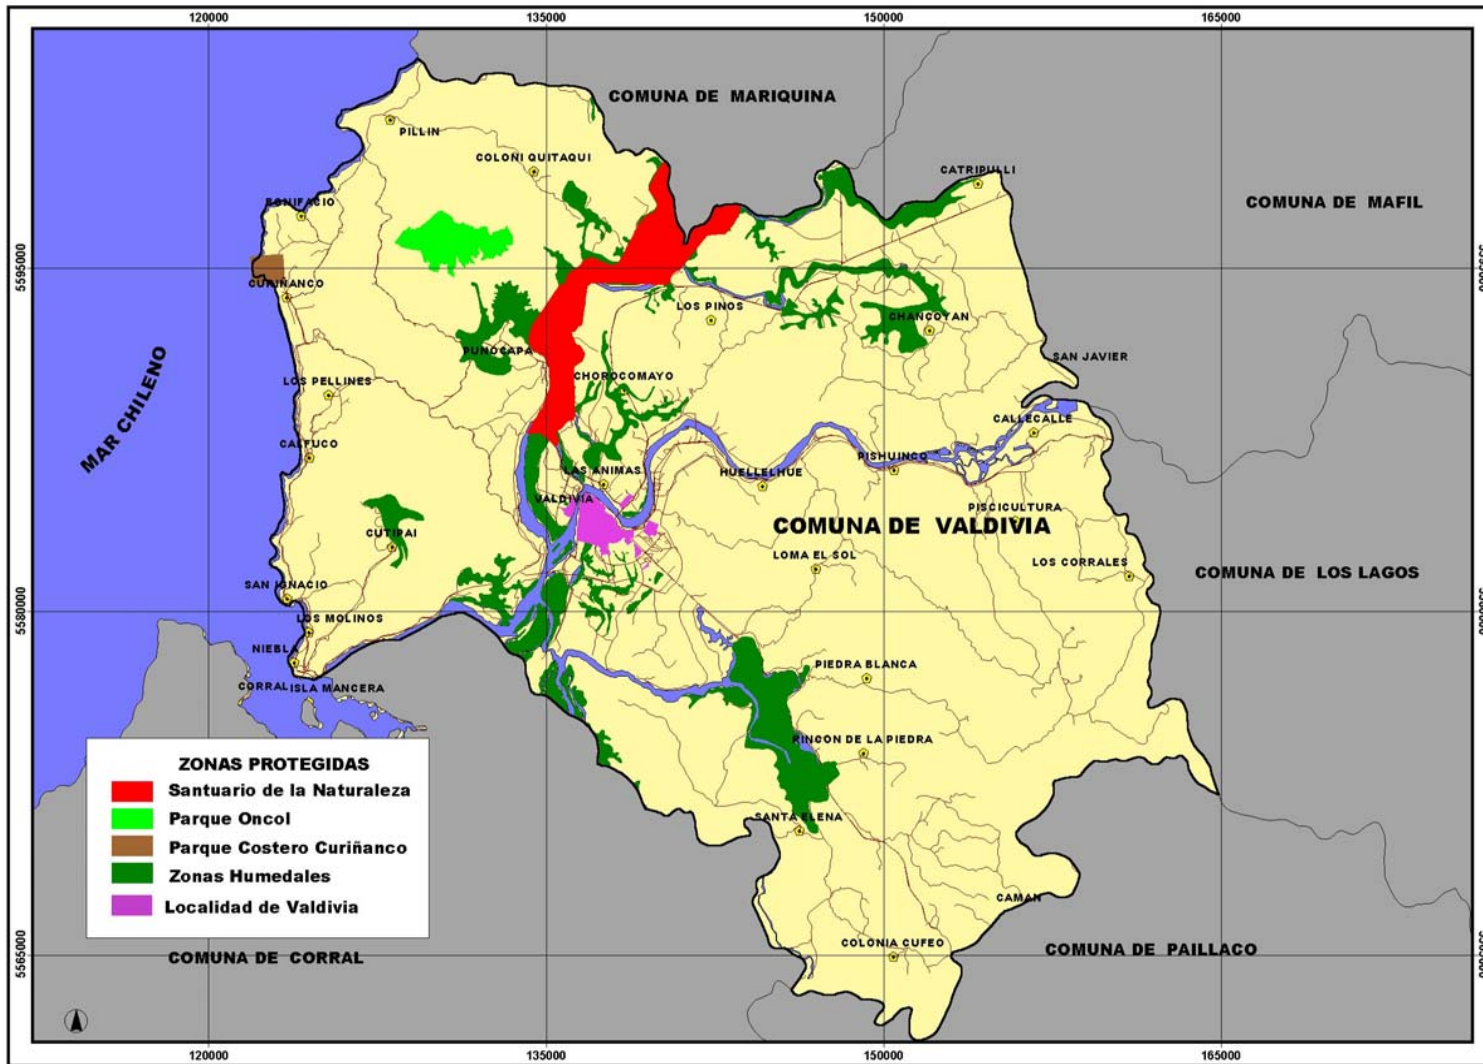 120000
135000
150000
165000
COMUNA DE MARIQUINA
PILLIN
COLONI QUITAQUI
CATRIPULLI
BONIFACIO
COMUNA DE MAFIL
5595000
5595000
CURIÑANCO
LOS PINOS
CHANCOYAN
PUNOCAPA
SAN JAVIER
MAR CHILENO
CHOROCOMAYO
LOS PELLINES
CALLECALLE
CALFUCO
LAS ANIMAS
HUELLELHUE
PISHUINCO
VALDIVIA
PISCICULTURA
COMUNA DE VALDIVIA
CUTIPAI
LOMA EL SOL
LOS CORRALES
COMUNA DE LOS LAGOS
SAN IGNACIO
5580000
5580000
LOS MOLINOS
NIEBLA
PIEDRA BLANCA
CORRAL
ISLA MANCERA
RINCON DE LA PIEDRA
ZONAS PROTEGIDAS
Santuario de la Naturaleza
Parque Oncol
Parque Costero Curiñanco
Zonas Humedales
Localidad de Valdivia
SANTA ELENA
CAMAN
COLONIA CUFEO
COMUNA DE PAILLACO
COMUNA DE CORRAL
5565000
5565000
120000
135000
150000
165000